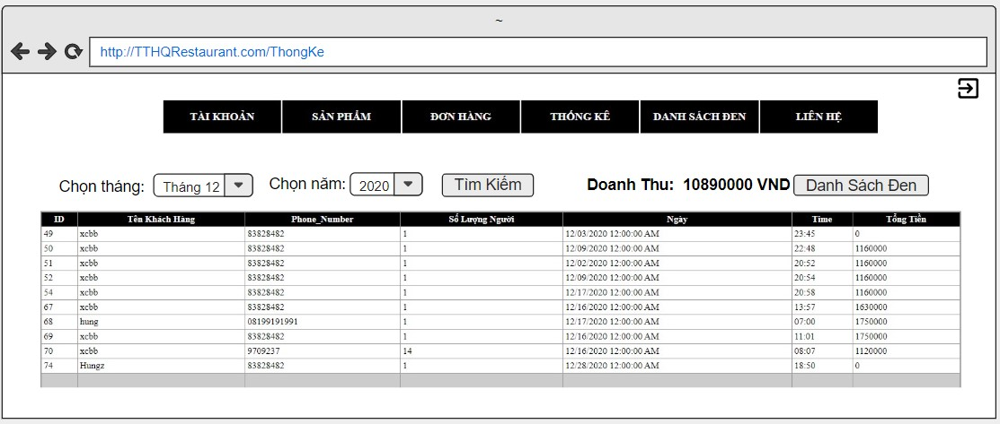 ~
http://TTHQRestaurant.com/ThongKe
TÀI KHOẢN SẢN PHẨM ĐƠN HÀNG THỐNG KÊ DANH SÁCH ĐEN LIÊN HỆ
Chọn tháng: Tháng 12 Chọn năm: 2020 Tìm Kiếm Doanh Thu: 10890000 VND Danh Sách Đen
ID Tên Khách Hàng Phone_Number Số Lượng Người Ngày Time Tổng Tiền
49 xcbb 83828482 1 12/03/2020 12:00:00 AM 23:45 0
50 xcbb 83828482 1 12/09/2020 12:00:00 AM 22:48 1160000
51 xcbb 83828482 1 12/02/2020 12:00:00 AM 20:52 1160000
52 xcbb 83828482 1 12/09/2020 12:00:00 AM 20:54 1160000
54 xcbb 83828482 1 12/17/2020 12:00:00 AM 20:58 1160000
67 xcbb 83828482 1 12/16/2020 12:00:00 AM 13:57 1630000
68 hung 08199191991 1 12/17/2020 12:00:00 AM 07:00 1750000
69 xcbb 83828482 1 12/16/2020 12:00:00 AM 11:01 1750000
70 xcbb 9709237 14 12/16/2020 12:00:00 AM 08:07 1120000
74 Hungz 83828482 1 12/28/2020 12:00:00 AM 18:50 0